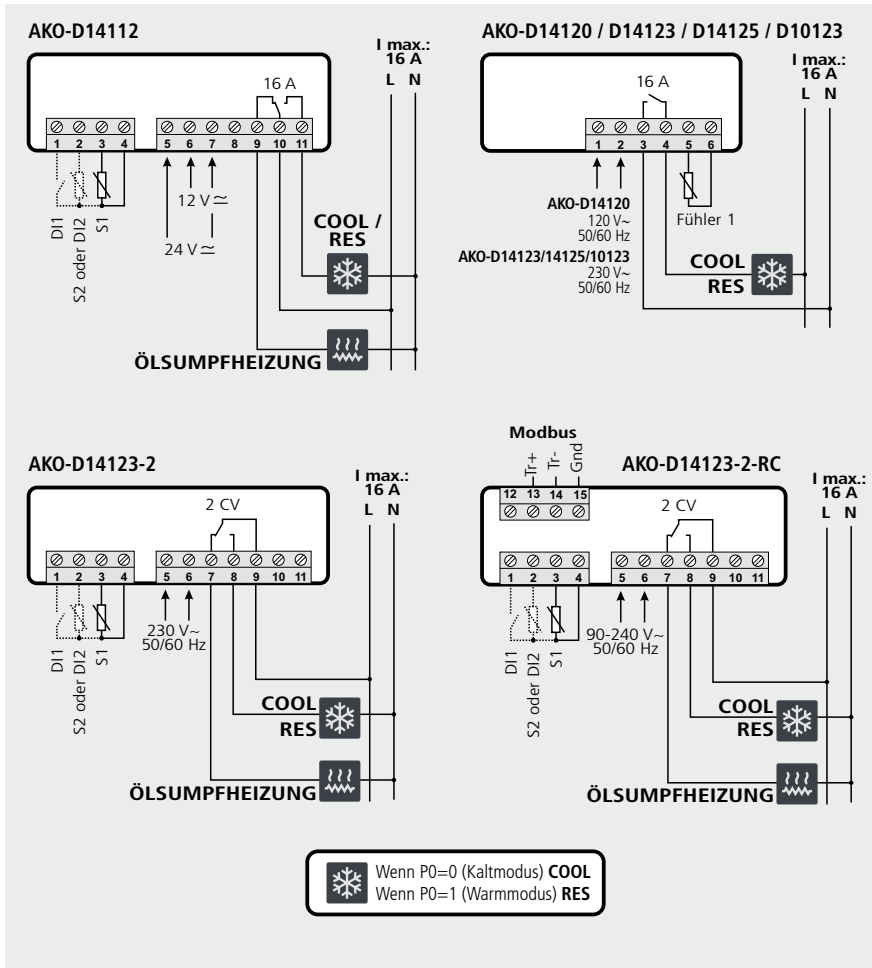 AKO-D14112
I max.:
16 A
L N
16 A
1 2 3 4 5 6 7 8 9 10 11
DI1
S2 oder DI2
S1
12 V ≂
24 V ≂
COOL /
RES
ÖLSUMPFHEIZUNG
AKO-D14120 / D14123 / D14125 / D10123
I max.:
16 A
L N
16 A
1 2 3 4 5 6
AKO-D14120
120 V~
50/60 Hz
AKO-D14123/14125/10123
230 V~
50/60 Hz
Fühler 1
COOL
RES
AKO-D14123-2
I max.:
16 A
L N
2 CV
1 2 3 4 5 6 7 8 9 10 11
DI1
S2 oder DI2
S1
230 V~
50/60 Hz
COOL
RES
ÖLSUMPFHEIZUNG
Modbus
Tr+
Tr-
Gnd
AKO-D14123-2-RC
12 13 14 15
I max.:
16 A
L N
2 CV
1 2 3 4 5 6 7 8 9 10 11
DI1
S2 oder DI2
S1
90-240 V~
50/60 Hz
COOL
RES
ÖLSUMPFHEIZUNG
Wenn P0=0 (Kaltmodus) COOL
Wenn P0=1 (Warmmodus) RES